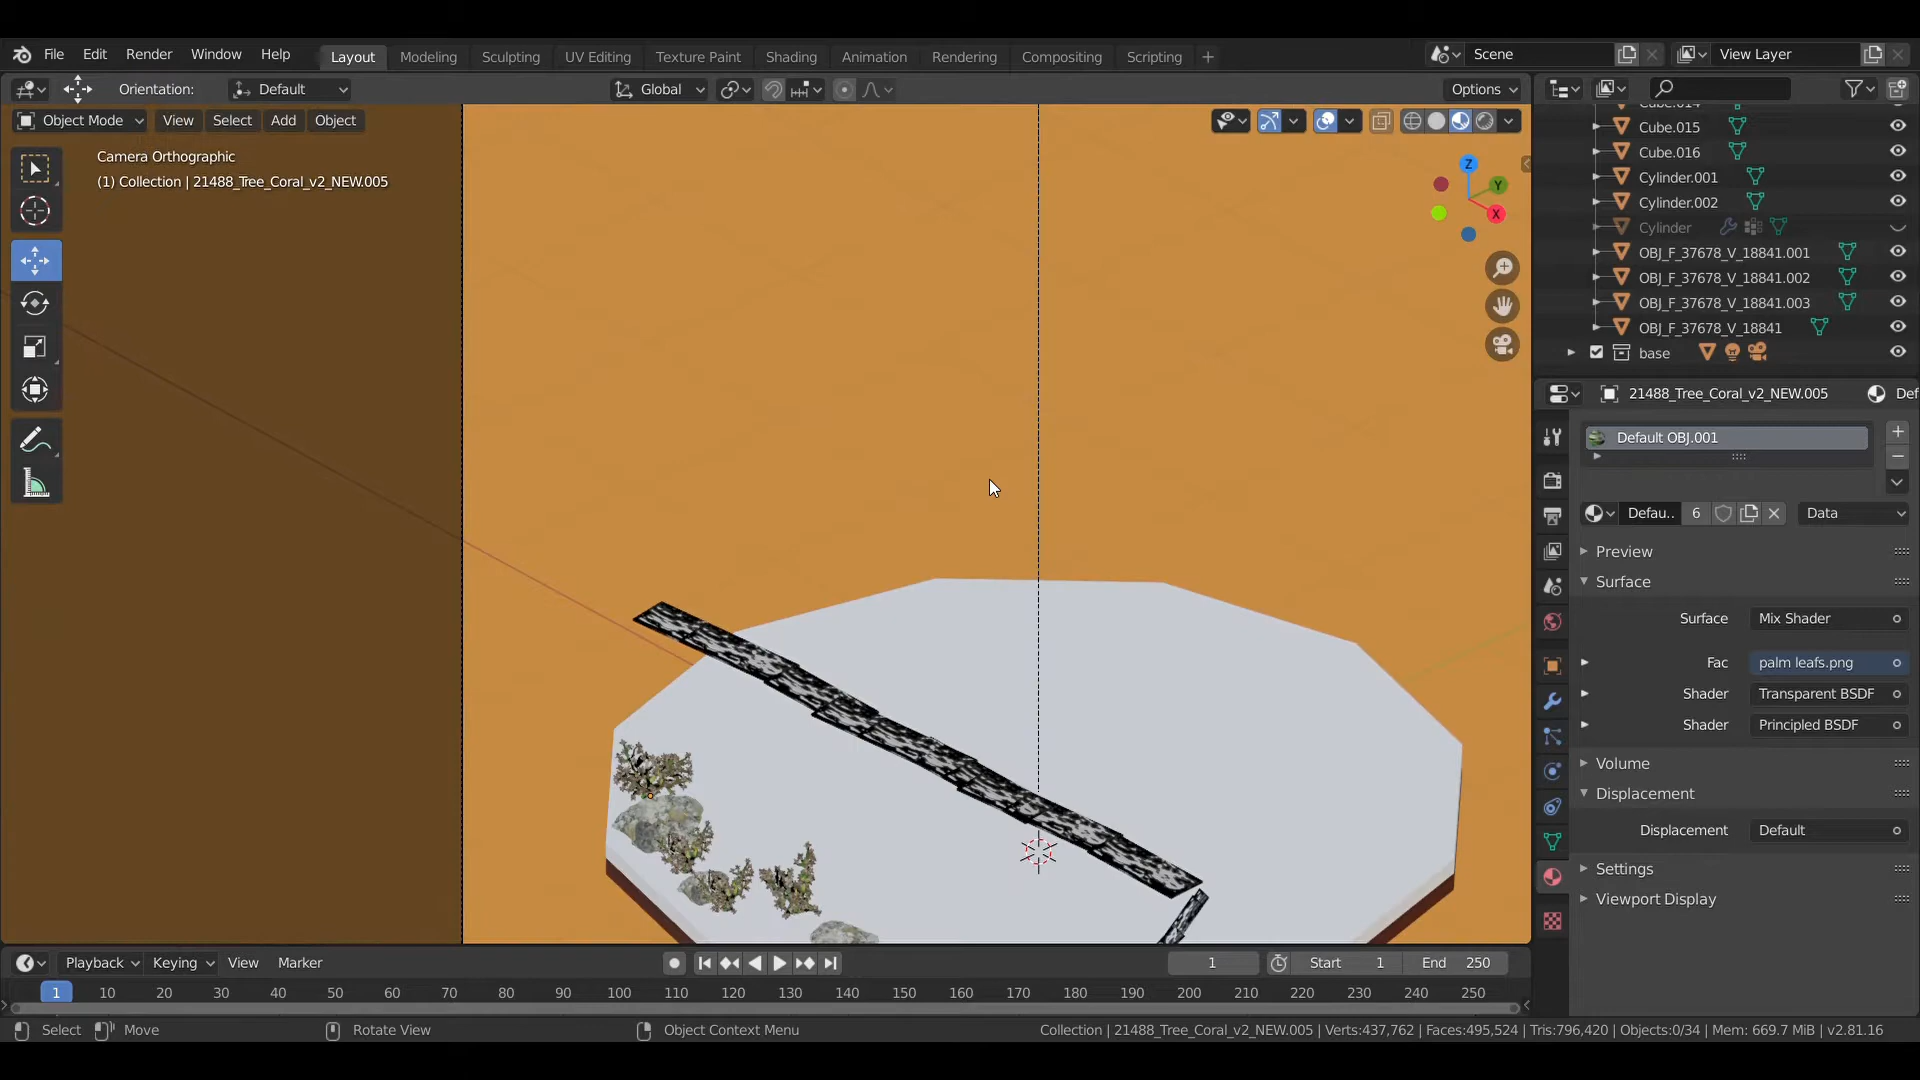 File Edit Render Window Help Layout Modeling Sculpting UV Editing Texture Paint Shading Animation Rendering Compositing Scripting + Scene View Layer
Orientation: Default Global Options
Object Mode View Select Add Object
Camera Orthographic
(1) Collection | 21488_Tree_Coral_v2_NEW.005
Z
Y
X
Cube.014
Cube.015
Cube.016
Cylinder.001
Cylinder.002
Cylinder
OBJ_F_37678_V_18841.001
OBJ_F_37678_V_18841.002
OBJ_F_37678_V_18841.003
OBJ_F_37678_V_18841
base
21488_Tree_Coral_v2_NEW.005 Def
Default OBJ.001
Defau.. 6 Data
Preview
Surface
Surface Mix Shader
Fac palm leafs.png
Shader Transparent BSDF
Shader Principled BSDF
Volume
Displacement
Displacement Default
Settings
Viewport Display
Playback Keying View Marker 1 Start 1 End 250
1 10 20 30 40 50 60 70 80 90 100 110 120 130 140 150 160 170 180 190 200 210 220 230 240 250
Select Move Rotate View Object Context Menu Collection | 21488_Tree_Coral_v2_NEW.005 | Verts:437,762 | Faces:495,524 | Tris:796,420 | Objects:0/34 | Mem: 669.7 MiB | v2.81.16